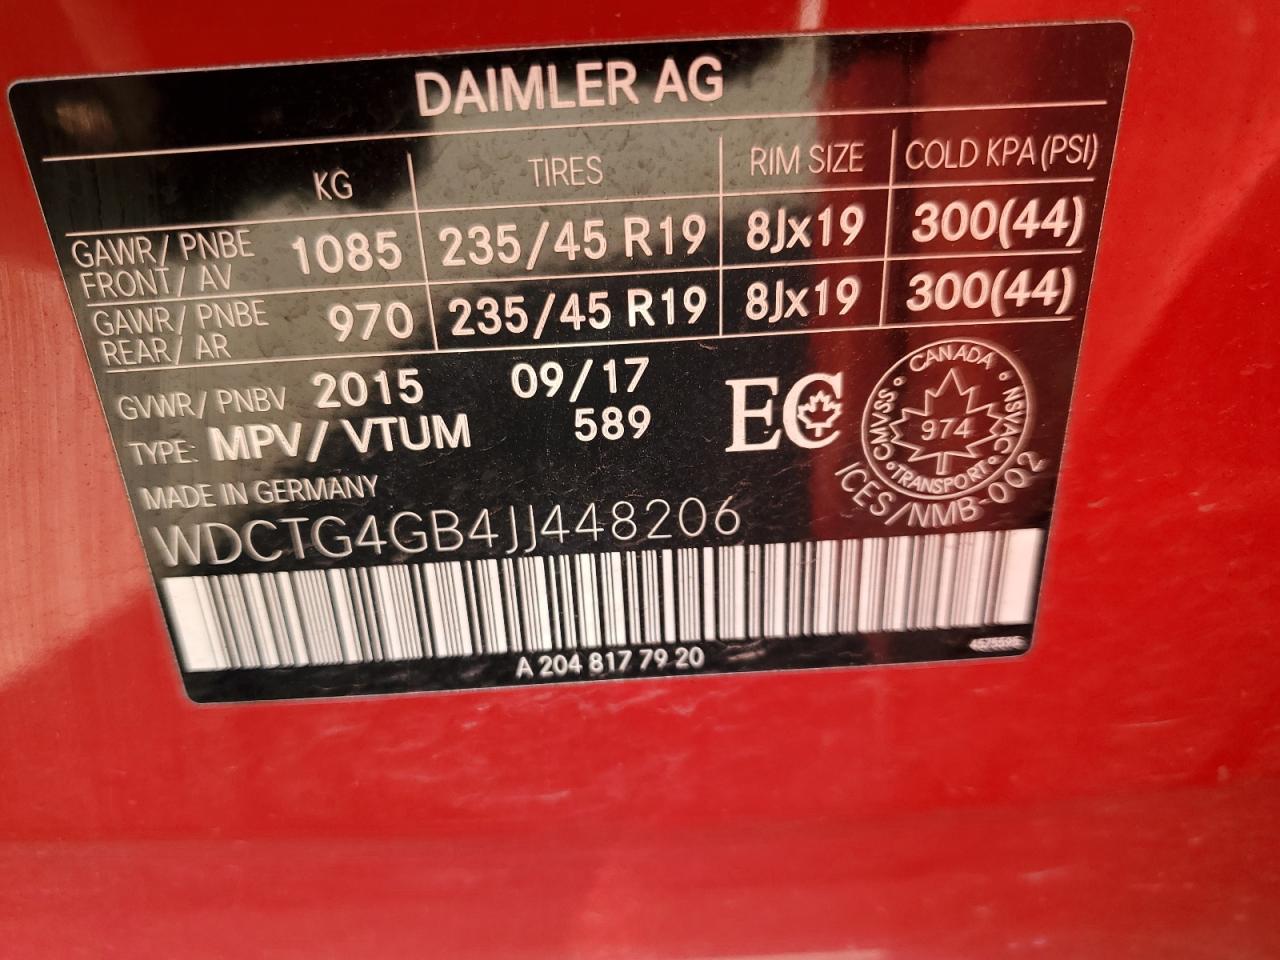 DAIMLER AG
KG TIRES RIM SIZE COLD KPA (PSI)
GAWR/ PNBE FRONT/ AV 1085 235/45 R19 8Jx19 300(44)
GAWR/ PNBE REAR/ AR 970 235/45 R19 8Jx19 300(44)
GVWR/ PNBV 2015 09/17
TYPE: MPV/ VTUM 589
EC
CANADA
CMVSS NSVAC
974
TRANSPORT
ICES/NMB-002
MADE IN GERMANY
WDCTG4GB4JJ448206
A 204 817 79 20